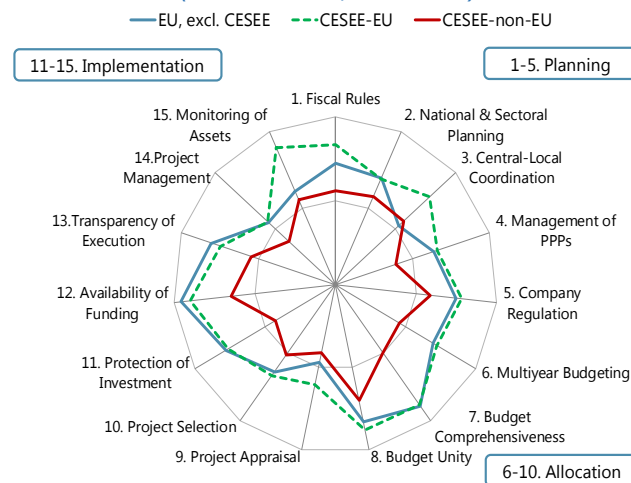 EU, excl. CESEE
CESEE-EU
CESEE-non-EU
11-15. Implementation
1-5. Planning
1. Fiscal Rules
2. National & Sectoral
Planning
3. Central-Local
Coordination
4. Management of
PPPs
5. Company
Regulation
6. Multiyear Budgeting
7. Budget
Comprehensiveness
8. Budget Unity
9. Project Appraisal
10. Project Selection
11. Protection of
Investment
12. Availability of
Funding
13.Transparency of
Execution
14.Project
Management
15. Monitoring of
Assets
6-10. Allocation